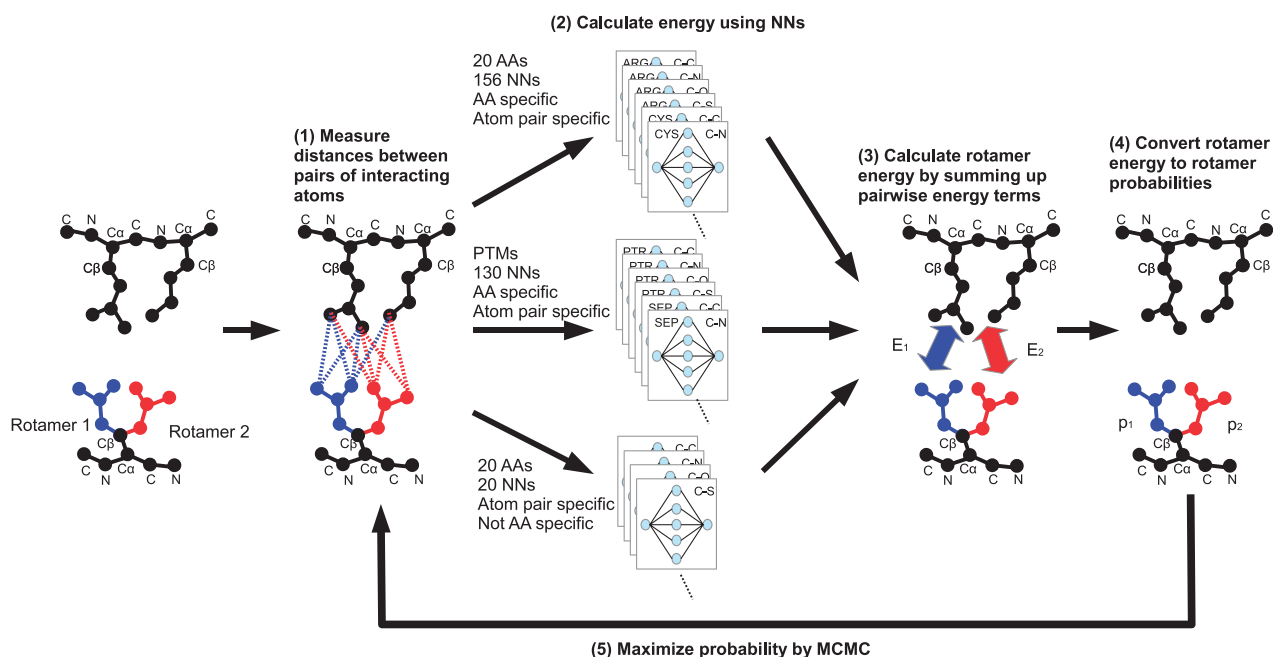 (2) Calculate energy using NNs
20 AAs
156 NNs
AA specific
Atom pair specific
ARG C-C
ARG C-N
ARG C-O
ARG C-S
CYS C-C
CYS C-N
(1) Measure
distances between
pairs of interacting
atoms
(3) Calculate rotamer
energy by summing up
pairwise energy terms
(4) Convert rotamer
energy to rotamer
probabilities
C N Cα C N Cα C
Cβ Cβ
C N Cα C N Cα C
Cβ Cβ
PTMs
130 NNs
AA specific
Atom pair specific
PTR C-C
PTR C-N
PTR C-O
PTR C-S
SEP C-C
SEP C-N
C N Cα C N Cα C
Cβ Cβ
E1 E2
C N Cα C N Cα C
Cβ Cβ
Rotamer 1 Rotamer 2
Cβ
C N Cα C N
Cβ
C N Cα C N
20 AAs
20 NNs
Atom pair specific
Not AA specific
C-C
C-N
C-O
C-S
Cβ
C N Cα C N
p1 p2
Cβ
C N Cα C N
(5) Maximize probability by MCMC